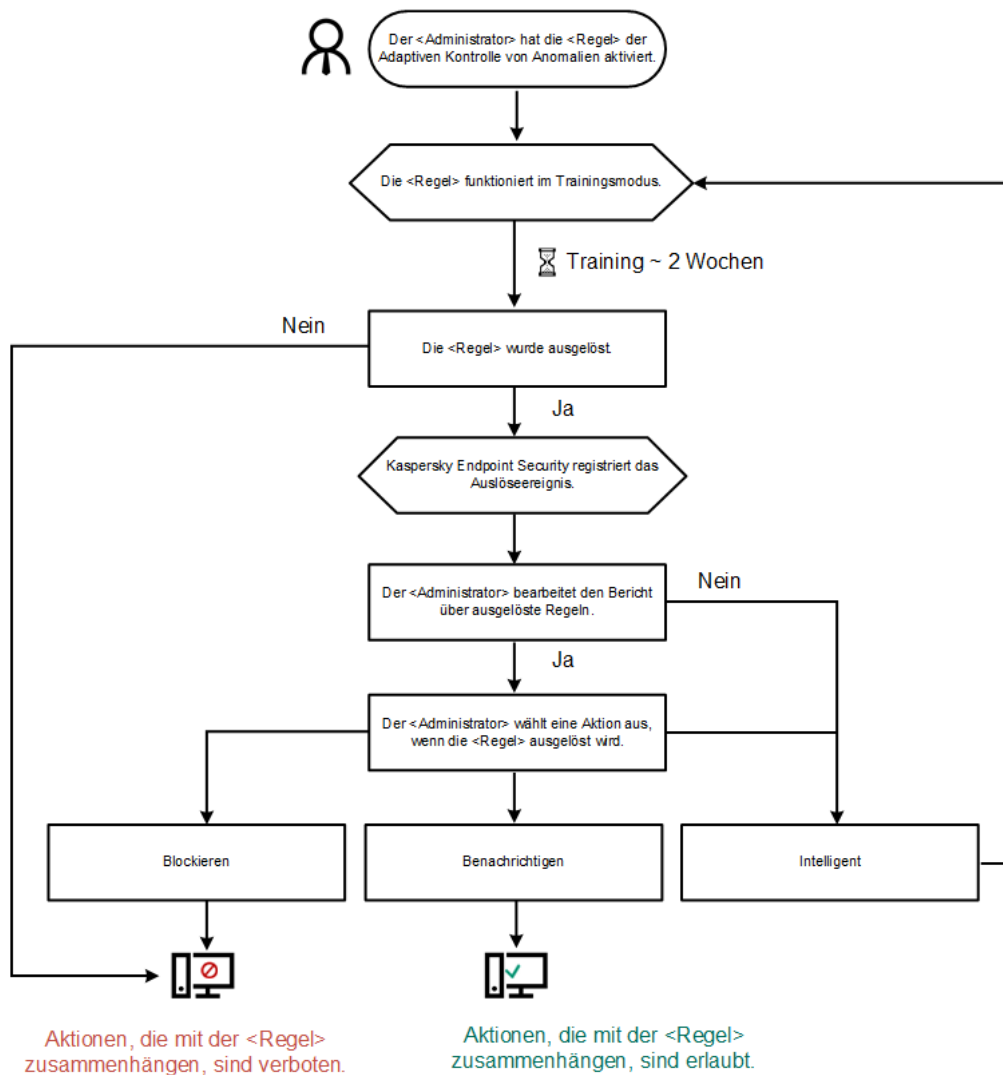 Der <Administrator> hat die <Regel> der
Adaptiven Kontrolle von Anomalien aktiviert.
Die <Regel> funktioniert im Trainingsmodus.
Training ~ 2 Wochen
Nein
Die <Regel> wurde ausgelöst.
Ja
Kaspersky Endpoint Security registriert das
Auslöseereignis.
Der <Administrator> bearbeitet den Bericht
über ausgelöste Regeln.
Nein
Ja
Der <Administrator> wählt eine Aktion aus,
wenn die <Regel> ausgelöst wird.
Blockieren
Benachrichtigen
Intelligent
Aktionen, die mit der <Regel>
zusammenhängen, sind verboten.
Aktionen, die mit der <Regel>
zusammenhängen, sind erlaubt.